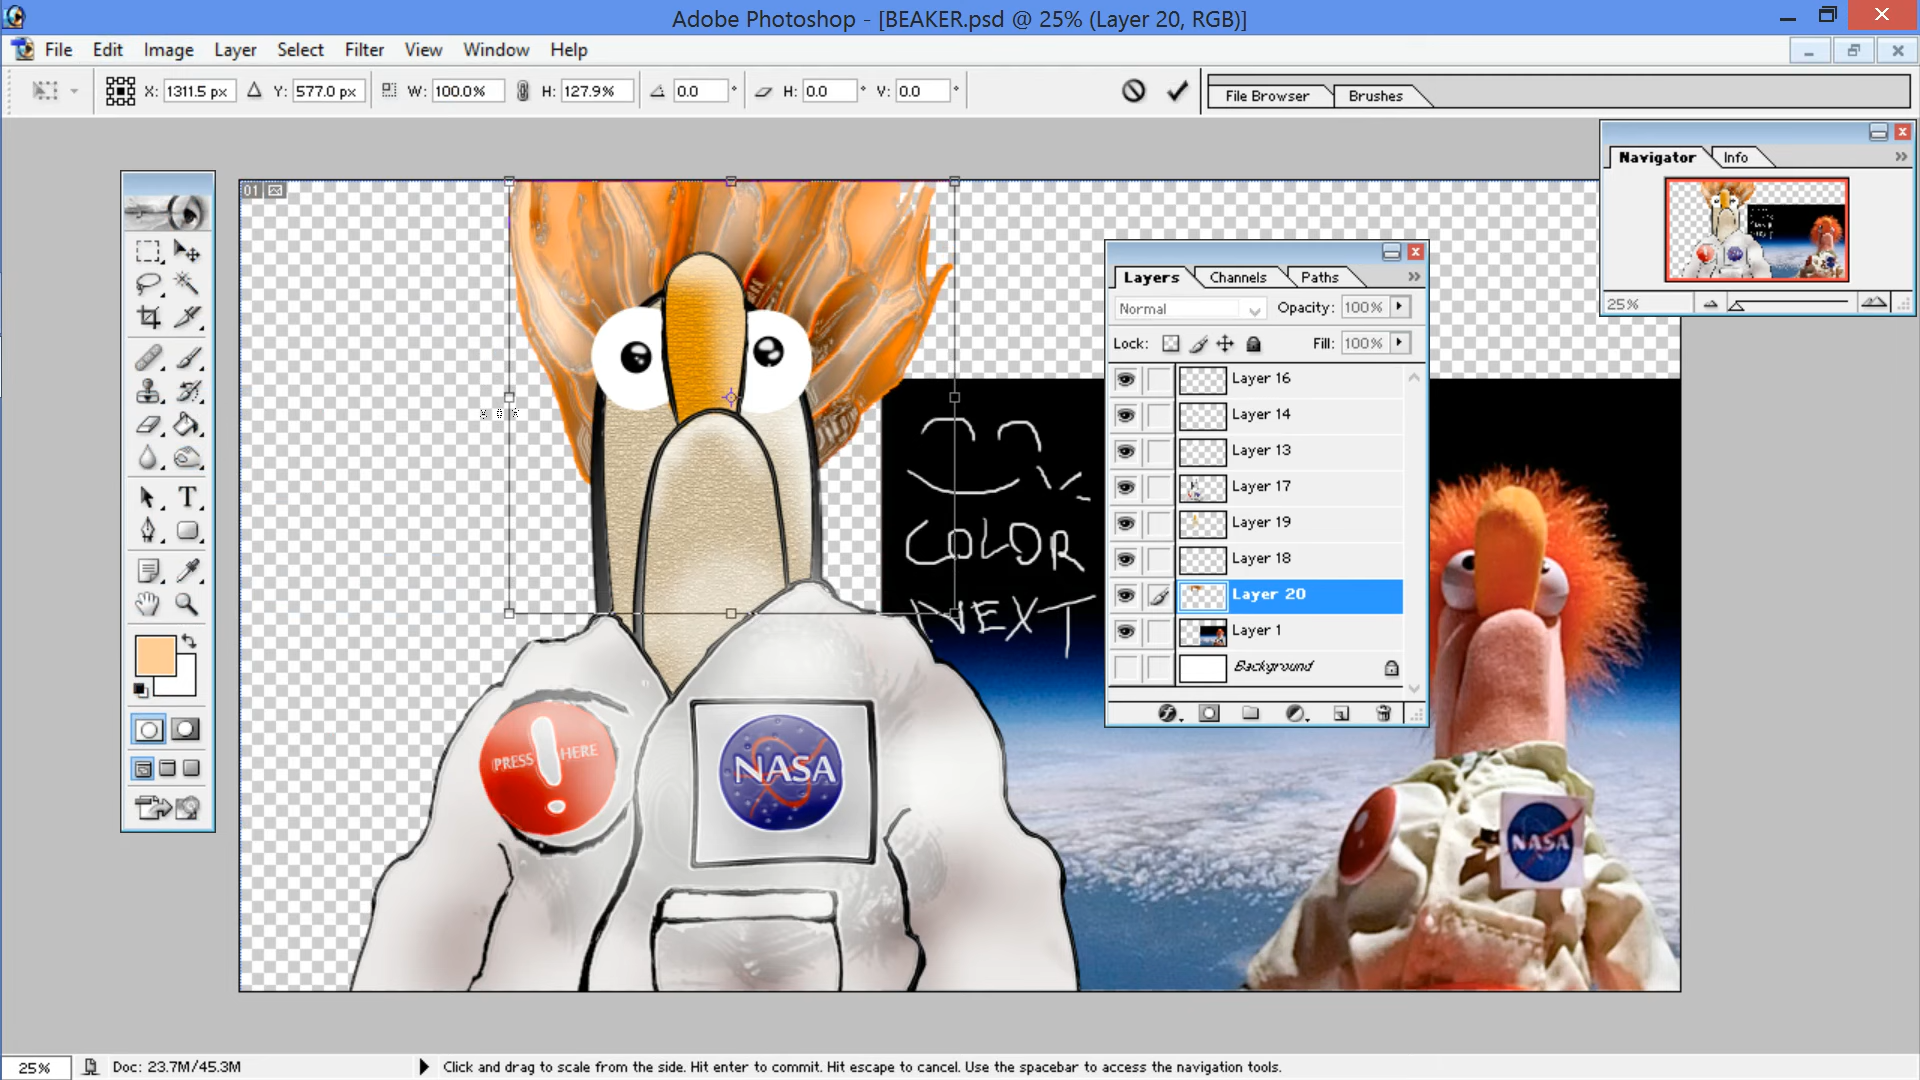 Adobe Photoshop - [BEAKER.psd @ 25% (Layer 20, RGB)]
File Edit Image Layer Select Filter View Window Help
X: 1311.5 px Y: 577.0 px W: 100.0% H: 127.9% 0.0 ° H: 0.0 ° V: 0.0 °
File Browser Brushes
Navigator Info
25%
01
Layers Channels Paths
Normal Opacity: 100%
Lock: Fill: 100%
Layer 16
Layer 14
Layer 13
Layer 17
Layer 19
Layer 18
Layer 20
Layer 1
Background
COLOR
NEXT
PRESS HERE
NASA
NASA
T
25% Doc: 23.7M/45.3M Click and drag to scale from the side. Hit enter to commit. Hit escape to cancel. Use the spacebar to access the navigation tools.